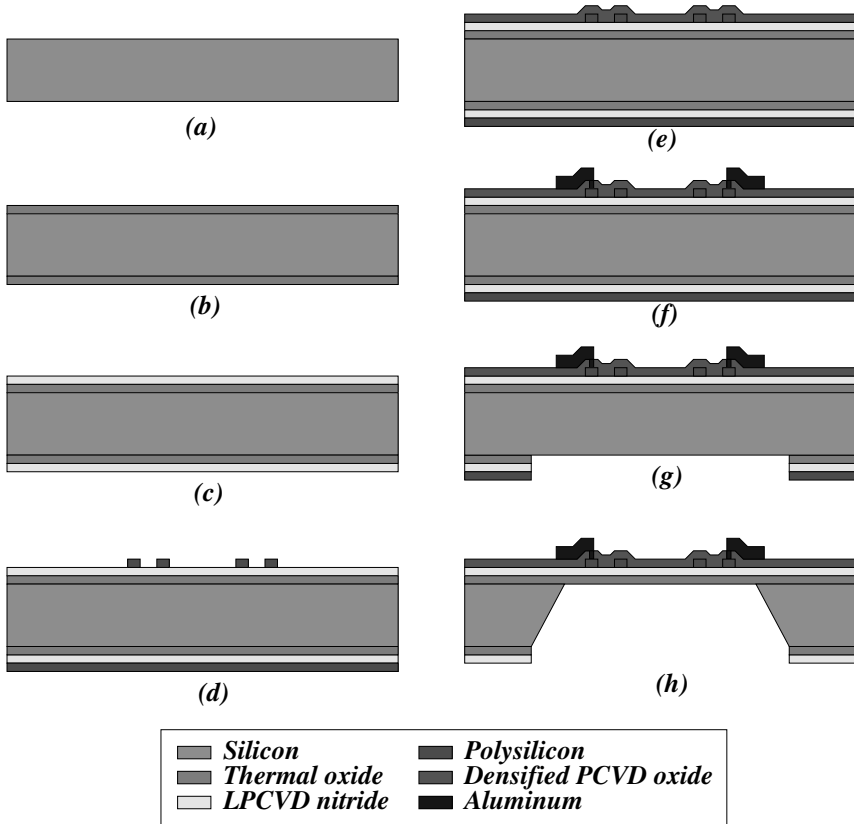 (a)
(b)
(c)
(d)
(e)
(f)
(g)
(h)
Silicon
Thermal oxide
LPCVD nitride
Polysilicon
Densified PCVD oxide
Aluminum